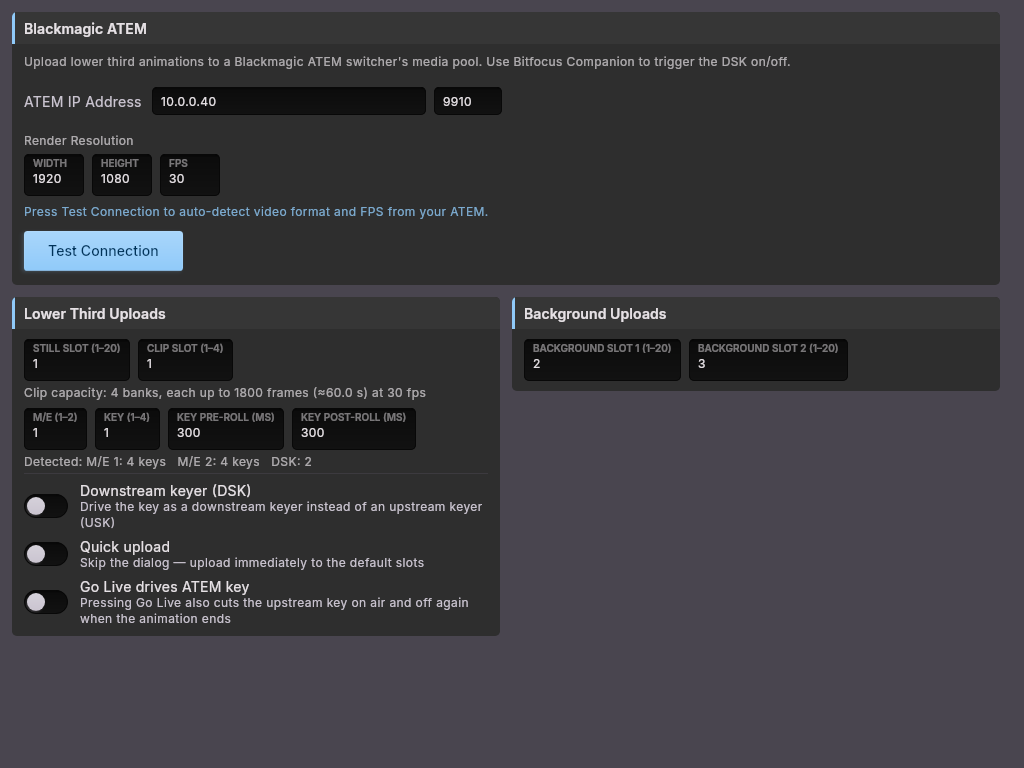 Blackmagic ATEM
Upload lower third animations to a Blackmagic ATEM switcher's media pool. Use Bitfocus Companion to trigger the DSK on/off.
ATEM IP Address 10.0.0.40 9910
Render Resolution
WIDTH HEIGHT FPS
1920 1080 30
Press Test Connection to auto-detect video format and FPS from your ATEM.
Test Connection
Lower Third Uploads
STILL SLOT (1–20) CLIP SLOT (1–4)
1 1
Clip capacity: 4 banks, each up to 1800 frames (≈60.0 s) at 30 fps
M/E (1–2) KEY (1–4) KEY PRE-ROLL (MS) KEY POST-ROLL (MS)
1 1 300 300
Detected: M/E 1: 4 keys M/E 2: 4 keys DSK: 2
Downstream keyer (DSK)
Drive the key as a downstream keyer instead of an upstream keyer
(USK)
Quick upload
Skip the dialog — upload immediately to the default slots
Go Live drives ATEM key
Pressing Go Live also cuts the upstream key on air and off again
when the animation ends
Background Uploads
BACKGROUND SLOT 1 (1–20) BACKGROUND SLOT 2 (1–20)
2 3